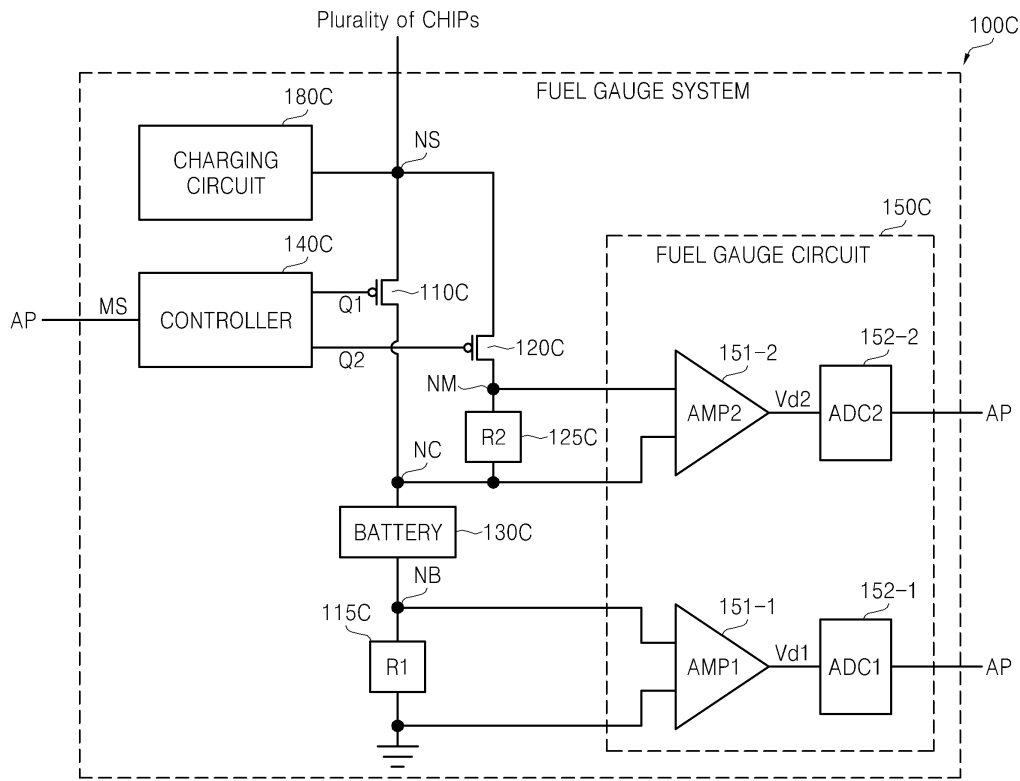 Plurality of CHIPs
100C
FUEL GAUGE SYSTEM
180C
NS
CHARGING
CIRCUIT
150C
FUEL GAUGE CIRCUIT
140C
110C
Q1
MS
AP
CONTROLLER
120C
Q2
151-2
152-2
NM
Vd2
AMP2
ADC2
AP
R2
125C
NC
BATTERY
130C
NB
115C
151-1
152-1
Vd1
R1
AMP1
ADC1
AP